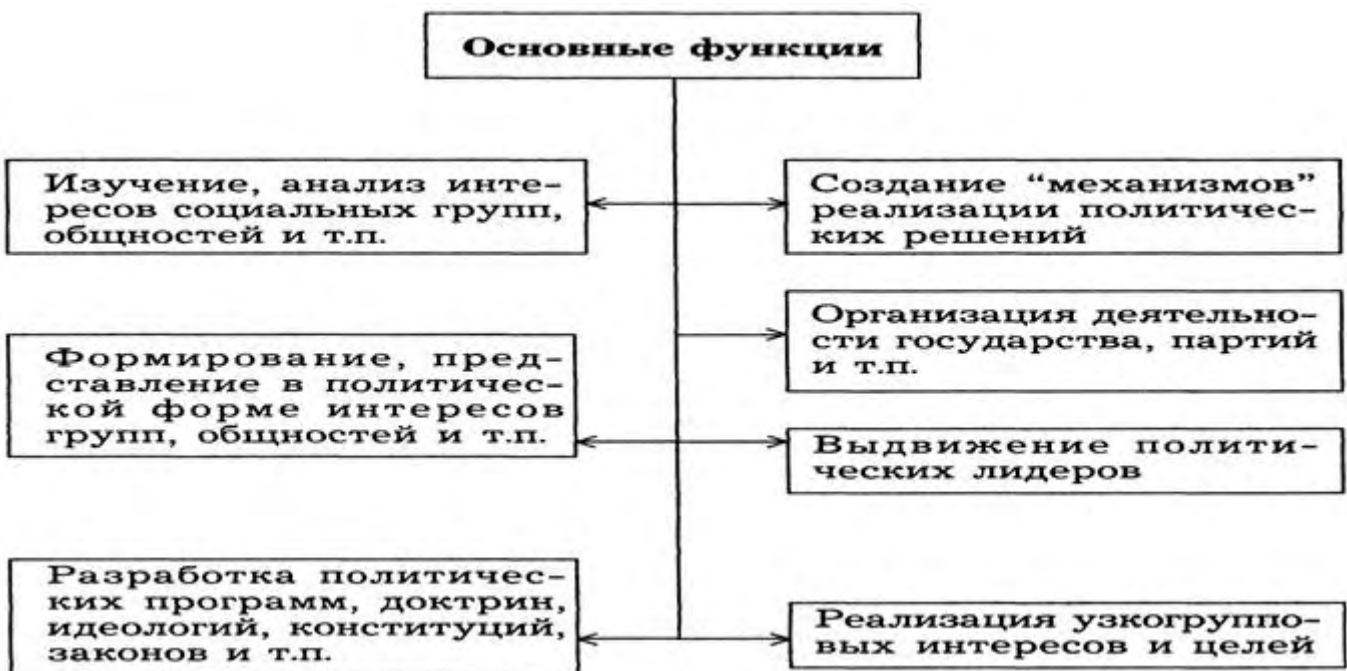 Основные функции
Изучение, анализ инте-
ресов социальных групп,
общностей и т.п.
Формирование, пред-
ставление в политичес-
кой форме интересов
групп, общностей и т.п.
Разработка политичес-
ких программ, доктрин,
идеологий, конституций,
законов и т.п.
Создание “механизмов”
реализации политичес-
ких решений
Организация деятельно-
сти государства, партий
и т.п.
Выдвижение полити-
ческих лидеров
Реализация узкогруппо-
вых интересов и целей